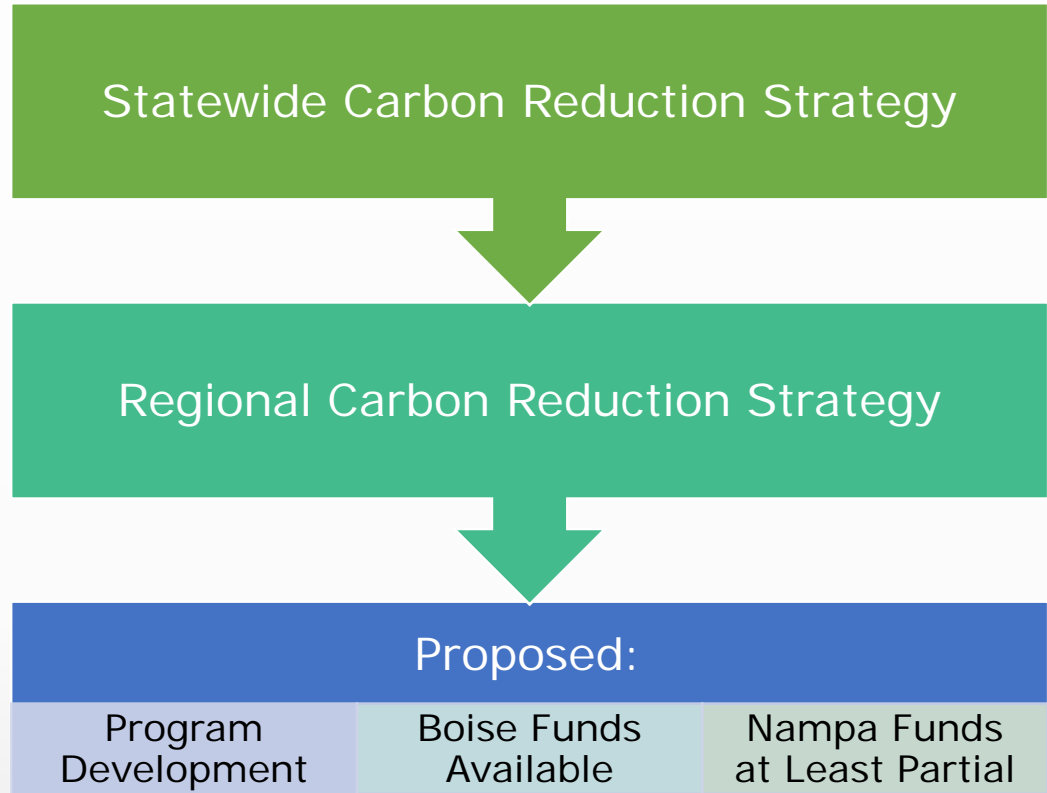 Statewide Carbon Reduction Strategy
Regional Carbon Reduction Strategy
Proposed:
Program
Development
Boise Funds
Available
Nampa Funds
at Least Partial